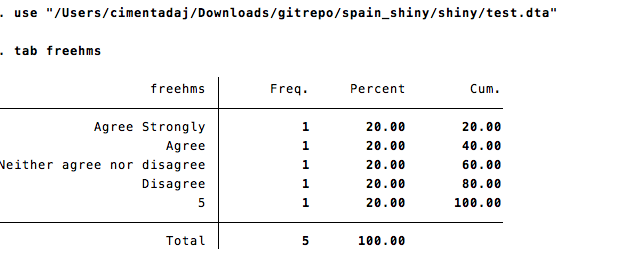 . use "/Users/cimentadaj/Downloads/gitrepo/spain_shiny/shiny/test.dta"
. tab freehms
freehms Freq. Percent Cum.
Agree Strongly 1 20.00 20.00
Agree 1 20.00 40.00
Neither agree nor disagree 1 20.00 60.00
Disagree 1 20.00 80.00
5 1 20.00 100.00
Total 5 100.00